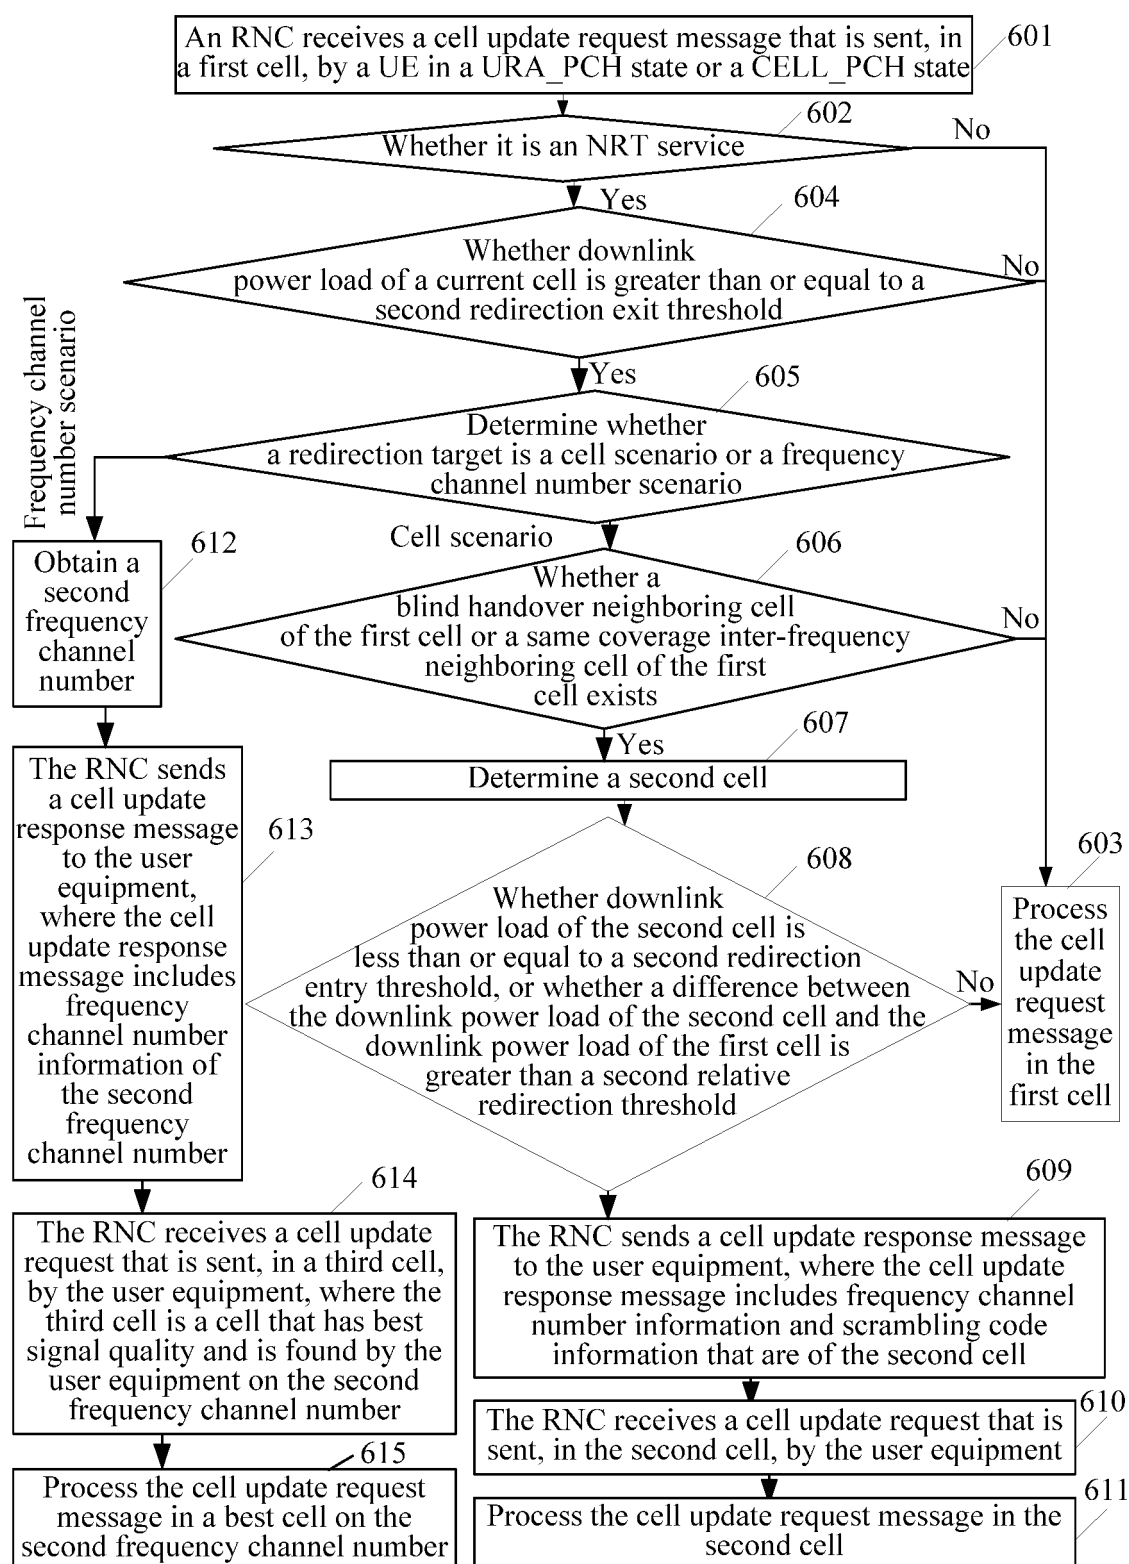 An RNC receives a cell update request message that is sent, in
a first cell, by a UE in a URA_PCH state or a CELL_PCH state
601
602
Whether it is an NRT service
No
Yes
604
Whether downlink
power load of a current cell is greater than or equal to a
second redirection exit threshold
No
Yes
605
Determine whether
a redirection target is a cell scenario or a frequency
channel number scenario
Frequency channel
number scenario
Cell scenario
606
Whether a
blind handover neighboring cell
of the first cell or a same coverage inter-frequency
neighboring cell of the first
cell exists
No
Yes
607
Determine a second cell
608
Whether downlink
power load of the second cell is
less than or equal to a second redirection
entry threshold, or whether a difference between
the downlink power load of the second cell and the
downlink power load of the first cell is
greater than a second relative
redirection threshold
No
603
Process
the cell
update
request
message
in the
first cell
609
The RNC sends a cell update response message
to the user equipment, where the cell update
response message includes frequency channel
number information and scrambling code
information that are of the second cell
610
The RNC receives a cell update request that is
sent, in the second cell, by the user equipment
611
Process the cell update request message in the
second cell
612
Obtain a
second
frequency
channel
number
613
The RNC sends
a cell update
response message
to the user
equipment,
where the cell
update response
message includes
frequency
channel number
information of
the second
frequency
channel number
614
The RNC receives a cell update
request that is sent, in a third cell,
by the user equipment, where the
third cell is a cell that has best
signal quality and is found by the
user equipment on the second
frequency channel number
615
Process the cell update request
message in a best cell on the
second frequency channel number